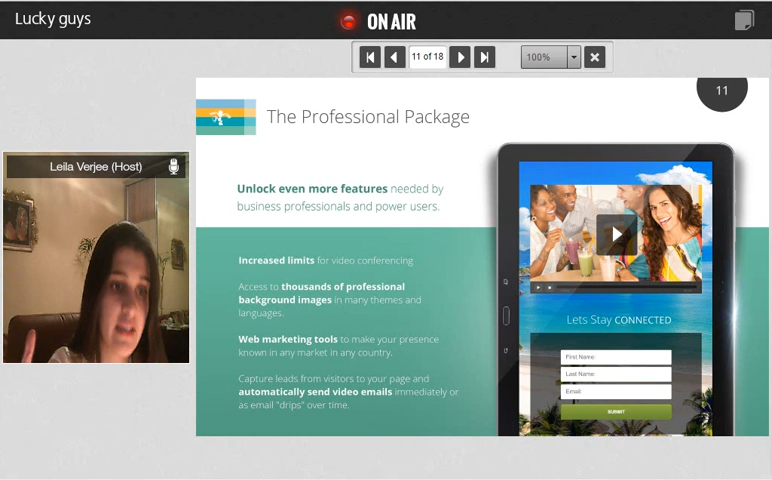 Lucky guys
ON AIR
11 of 18
100%
11
The Professional Package
Leila Verjee (Host)
Unlock even more features needed by
business professionals and power users.
Increased limits for video conferencing
Access to thousands of professional
background images in many themes and
languages.
Web marketing tools to make your presence
known in any market in any country.
Capture leads from visitors to your page and
automatically send video emails immediately or
as email "drips" over time.
Lets Stay CONNECTED
First Name:
Last Name:
Email:
SUBMIT